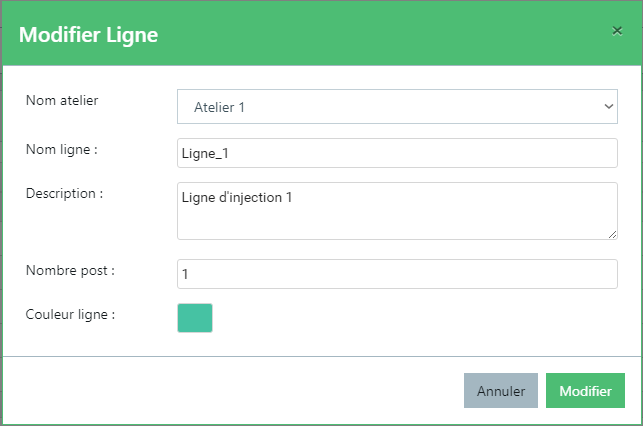 Modifier Ligne
×
Nom atelier
Atelier 1
Nom ligne :
Ligne_1
Description :
Ligne d'injection 1
Nombre post :
1
Couleur ligne :
Annuler
Modifier